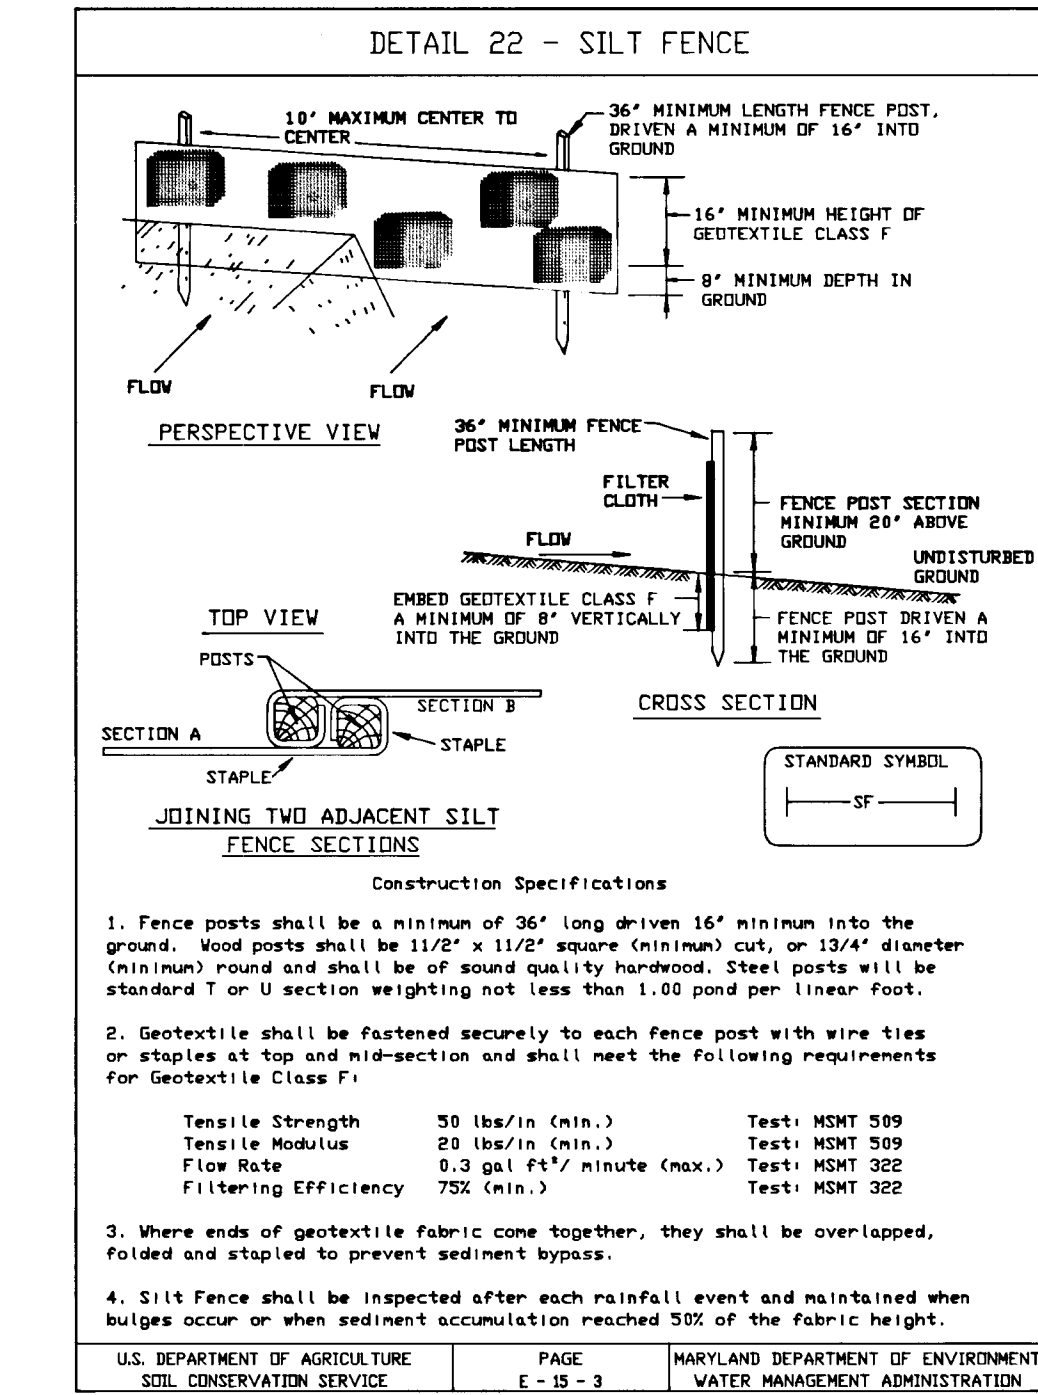 DETAIL 22 - SILT FENCE
10' MAXIMUM CENTER TO
CENTER
36" MINIMUM LENGTH FENCE POST,
DRIVEN A MINIMUM OF 16" INTO
GROUND
16" MINIMUM HEIGHT OF
GEOTEXTILE CLASS F
8" MINIMUM DEPTH IN
GROUND
FLOW
FLOW
PERSPECTIVE VIEW
36" MINIMUM FENCE
POST LENGTH
FILTER
CLOTH
FENCE POST SECTION
MINIMUM 20" ABOVE
GROUND
FLOW
UNDISTURBED
GROUND
EMBED GEOTEXTILE CLASS F
A MINIMUM OF 8" VERTICALLY
INTO THE GROUND
FENCE POST DRIVEN A
MINIMUM OF 16" INTO
THE GROUND
CROSS SECTION
TOP VIEW
POSTS
SECTION B
SECTION A
STAPLE
STAPLE
JOINING TWO ADJACENT SILT
FENCE SECTIONS
STANDARD SYMBOL
SF
Construction Specifications
1. Fence posts shall be a minimum of 36" long driven 16" minimum into the
ground. Wood posts shall be 11/2" x 11/2" square (minimum) cut, or 13/4" diameter
(minimum) round and shall be of sound quality hardwood. Steel posts will be
standard T or U section weighting not less than 1.00 pond per linear foot.
2. Geotextile shall be fastened securely to each fence post with wire ties
or staples at top and mid-section and shall meet the following requirements
for Geotextile Class F:
Tensile Strength 50 lbs/in (min.) Test: MSMT 509
Tensile Modulus 20 lbs/in (min.) Test: MSMT 509
Flow Rate 0.3 gal ft²/ minute (max.) Test: MSMT 322
Filtering Efficiency 75% (min.) Test: MSMT 322
3. Where ends of geotextile fabric come together, they shall be overlapped,
folded and stapled to prevent sediment bypass.
4. Silt Fence shall be inspected after each rainfall event and maintained when
bulges occur or when sediment accumulation reached 50% of the fabric height.
U.S. DEPARTMENT OF AGRICULTURE
SOIL CONSERVATION SERVICE
PAGE
E - 15 - 3
MARYLAND DEPARTMENT OF ENVIRONMENT
WATER MANAGEMENT ADMINISTRATION